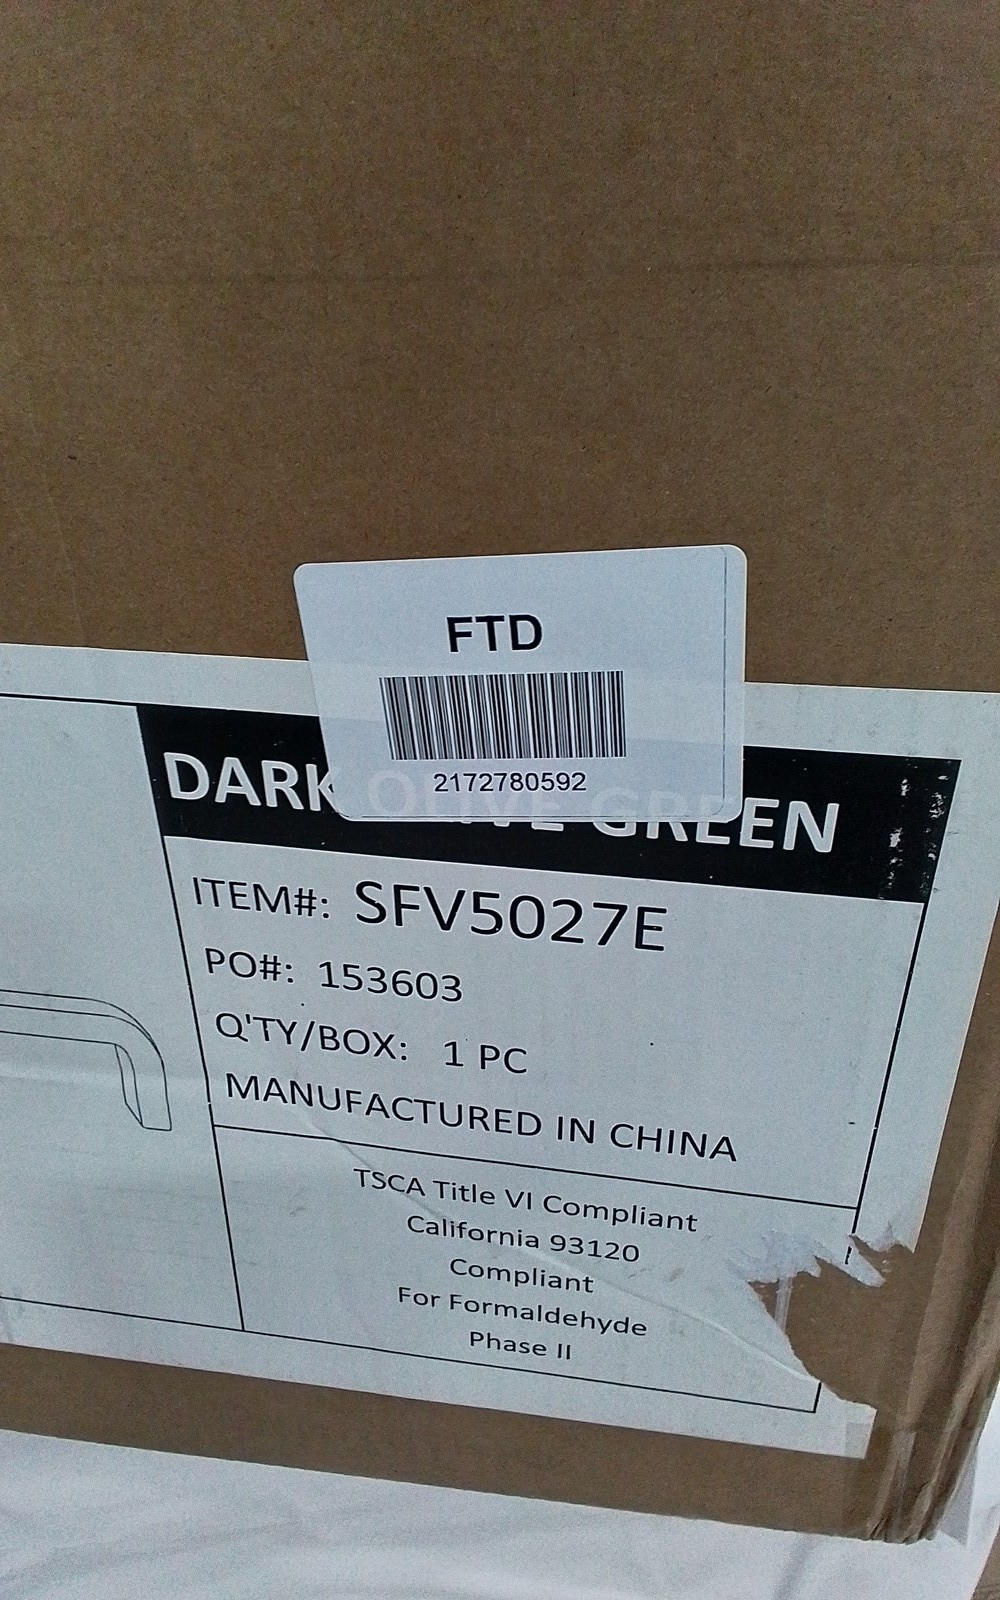 FTD
2172780592
DARK OLIVE GREEN
ITEM#: SFV5027E
PO#: 153603
Q'TY/BOX: 1 PC
MANUFACTURED IN CHINA
TSCA Title VI Compliant
California 93120
Compliant
For Formaldehyde
Phase II